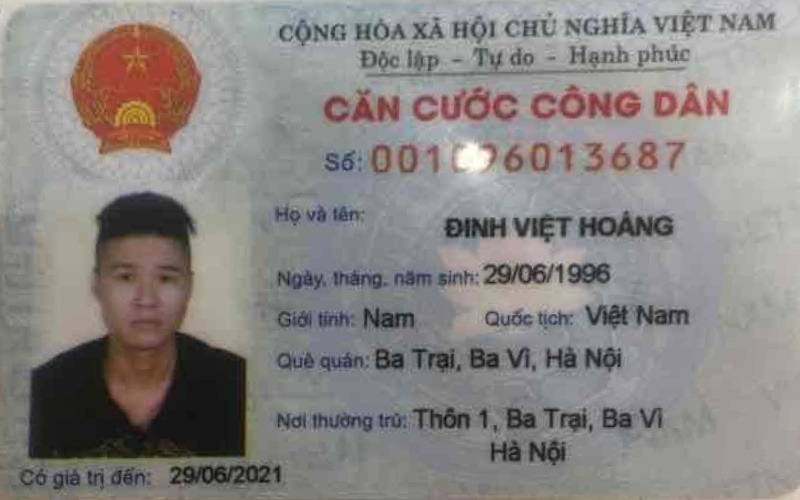 CỘNG HÒA XÃ HỘI CHỦ NGHĨA VIỆT NAM
Độc lập - Tự do - Hạnh phúc
CĂN CƯỚC CÔNG DÂN
Số:
Họ và tên: ĐINH VIỆT HOÀNG
Ngày, tháng, năm sinh: 29/06/1996
Giới tính: Nam Quốc tịch: Việt Nam
Quê quán: Ba Trại, Ba Vì, Hà Nội
Nơi thường trú: Thôn 1, Ba Trại, Ba Vì
Hà Nội
Có giá trị đến: 29/06/2021